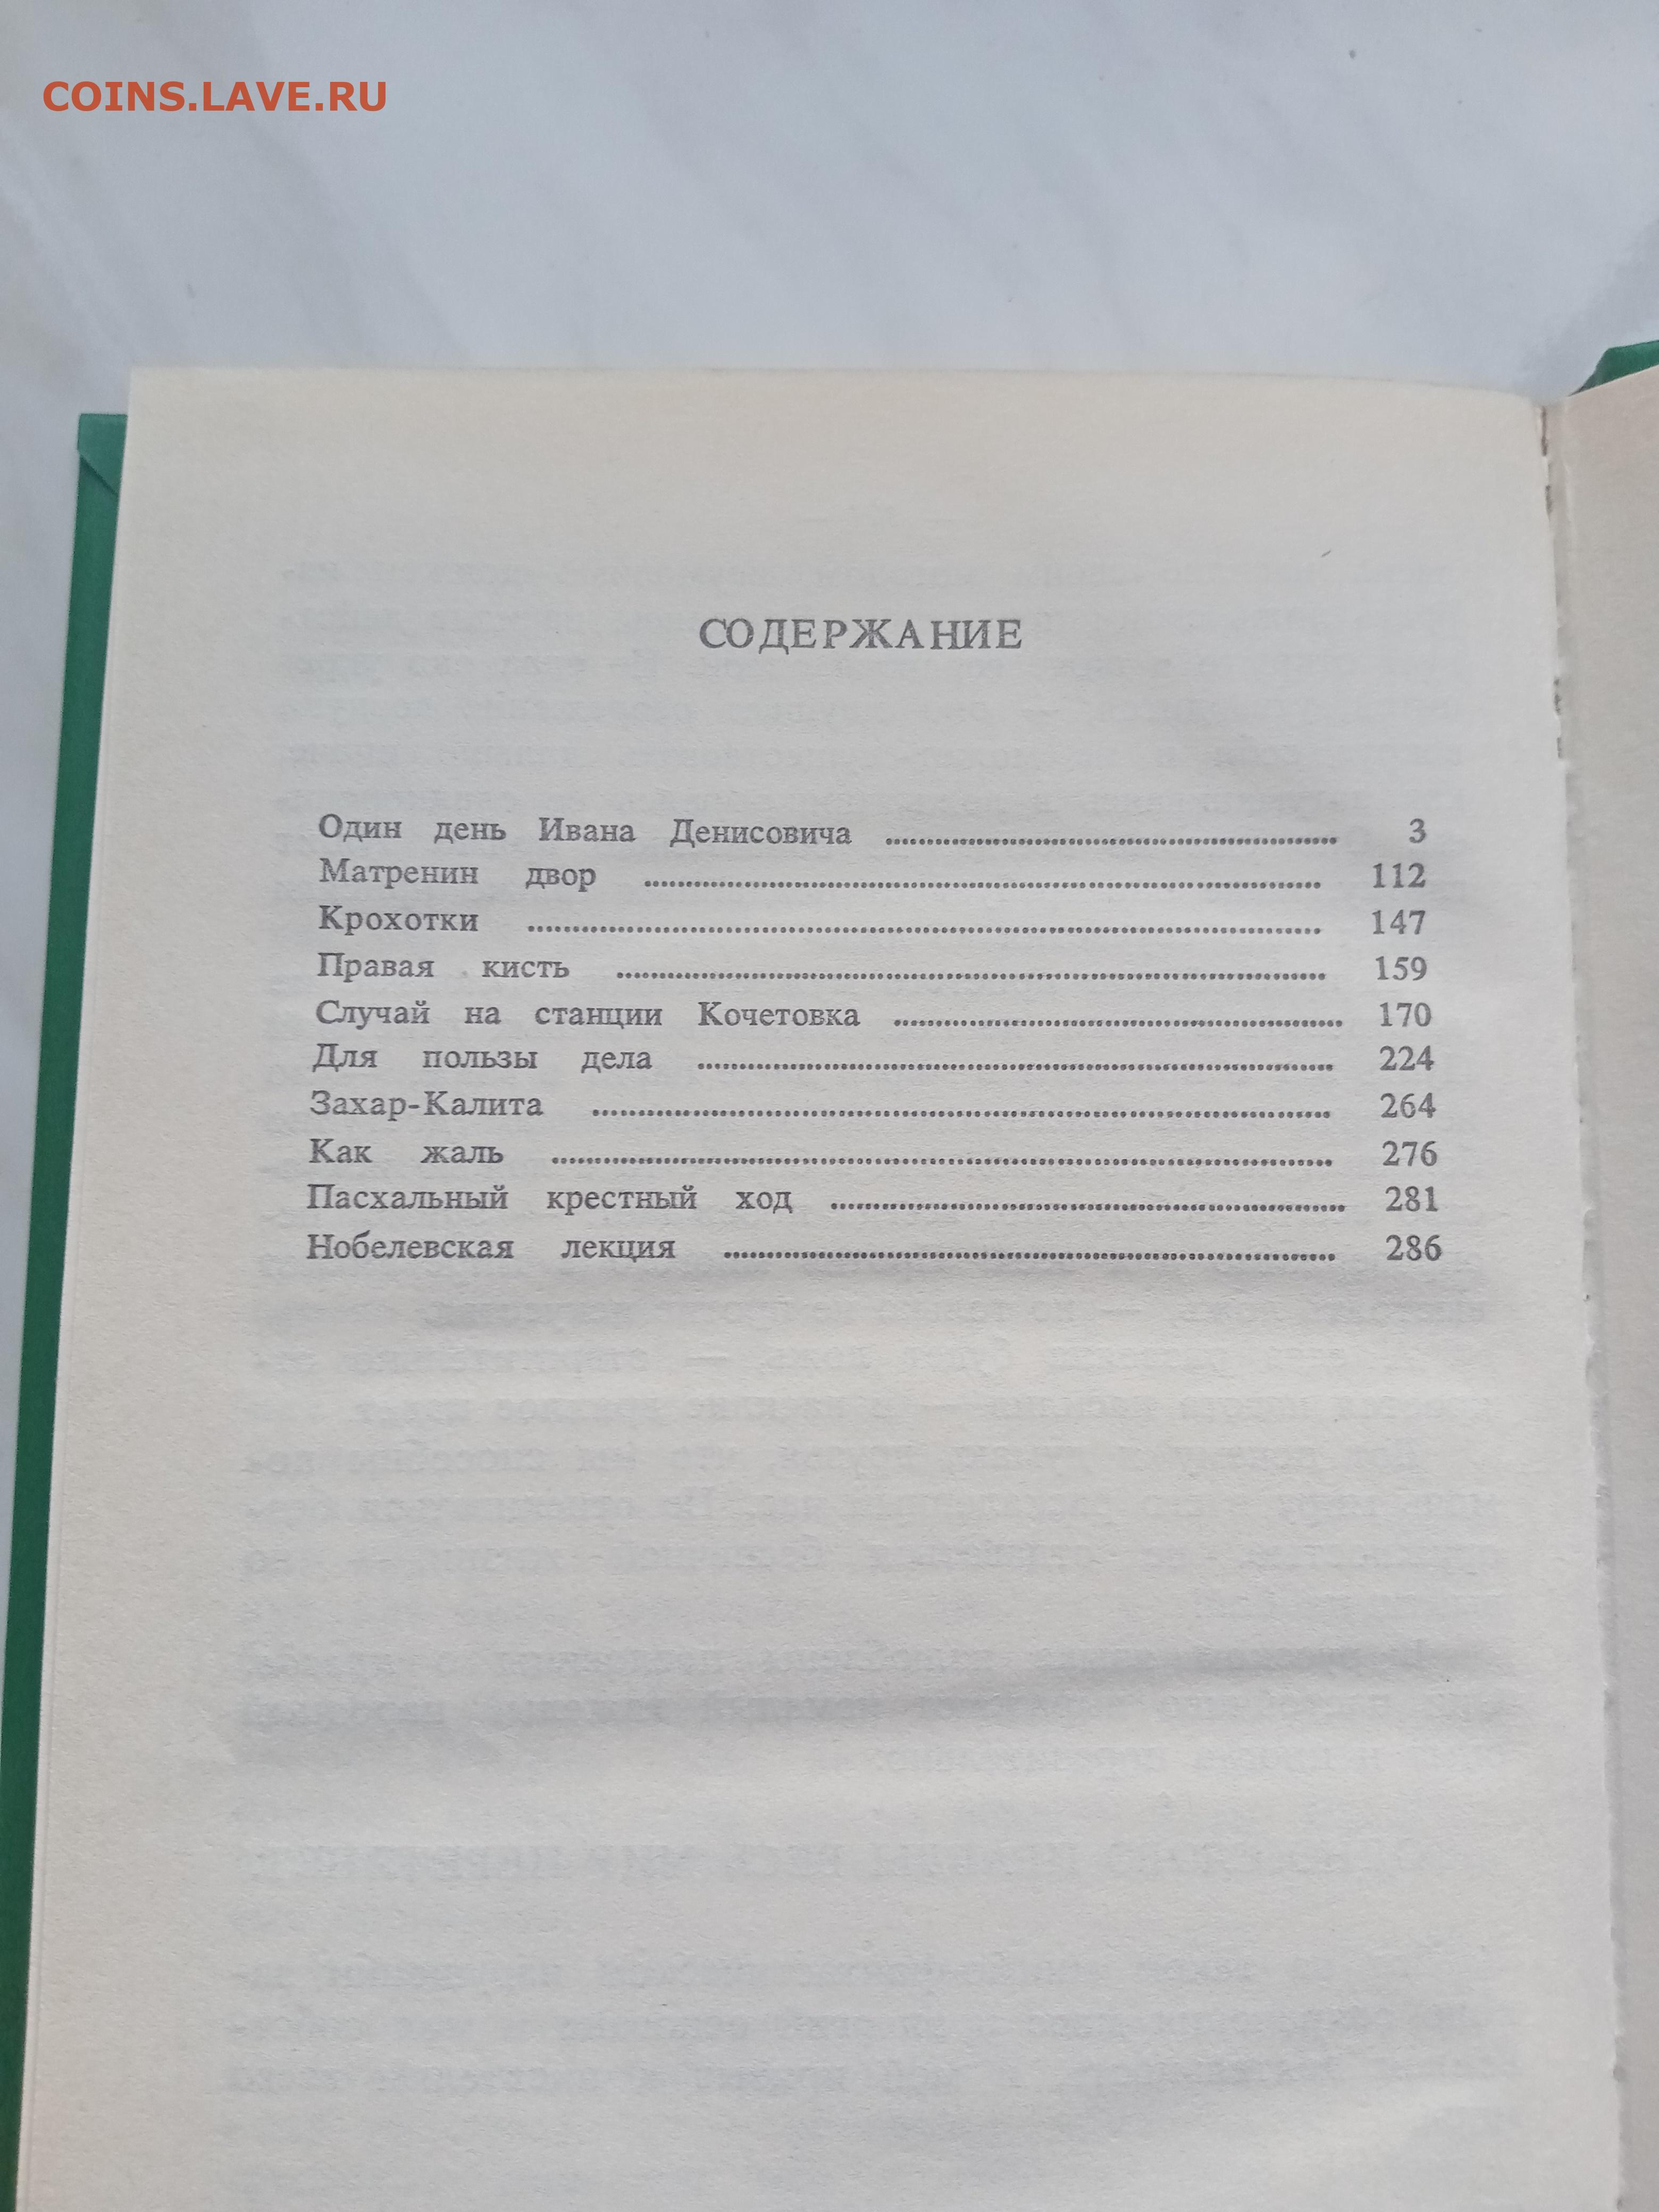 COINS.LAVE.RU
СОДЕРЖАНИЕ
Один день Ивана Денисовича ........................................ 3
Матренин двор ........................................ 112
Крохотки ........................................ 147
Правая кисть ........................................ 159
Случай на станции Кочетовка ........................................ 170
Для пользы дела ........................................ 224
Захар-Калита ........................................ 264
Как жаль ........................................ 276
Пасхальный крестный ход ........................................ 281
Нобелевская лекция ........................................ 286